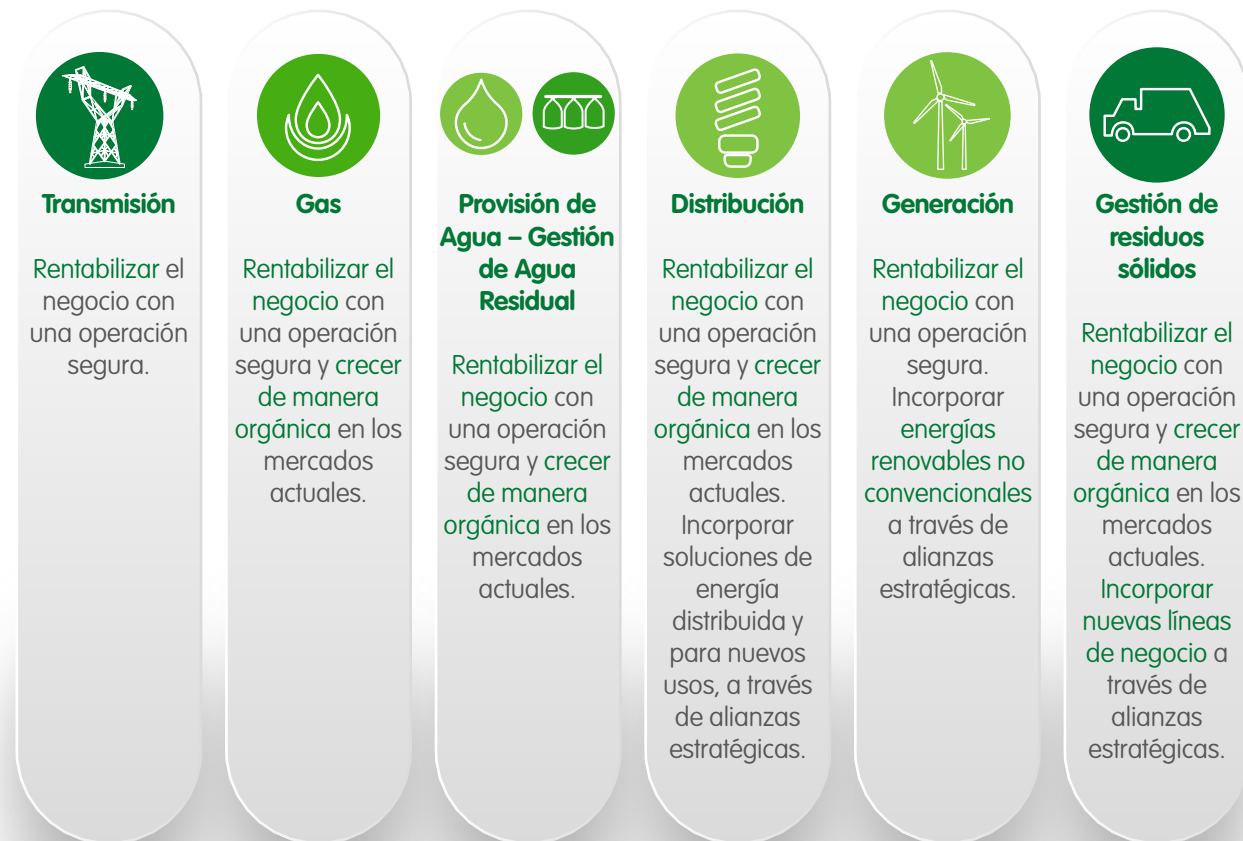 Transmisión
Rentabilizar el
negocio con
una operación
segura.
Gas
Rentabilizar el
negocio con
una operación
segura y crecer
de manera
orgánica en los
mercados
actuales.
Provisión de
Agua – Gestión
de Agua
Residual
Rentabilizar el
negocio con
una operación
segura y crecer
de manera
orgánica en los
mercados
actuales.
Distribución
Rentabilizar el
negocio con
una operación
segura y crecer
de manera
orgánica en los
mercados
actuales.
Incorporar
soluciones de
energía
distribuida y
para nuevos
usos, a través
de alianzas
estratégicas.
Generación
Rentabilizar el
negocio con
una operación
segura.
Incorporar
energías
renovables no
convencionales
a través de
alianzas
estratégicas.
Gestión de
residuos
sólidos
Rentabilizar el
negocio con
una operación
segura y crecer
de manera
orgánica en los
mercados
actuales.
Incorporar
nuevas líneas
de negocio a
través de
alianzas
estratégicas.